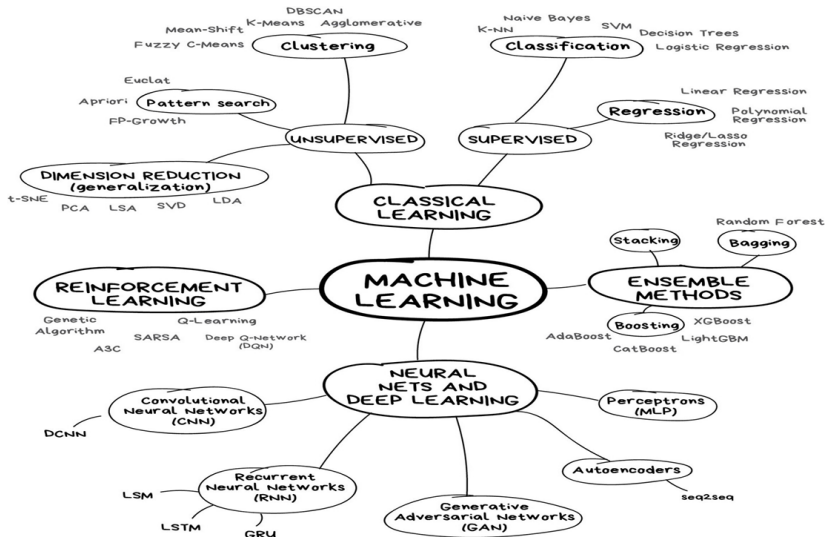 DBSCAN
Mean-Shift
K-Means
Agglomerative
Fuzzy C-Means
Clustering
Naive Bayes
K-NN
SVM
Decision Trees
Classification
Logistic Regression
Euclat
Apriori
Pattern search
FP-Growth
Linear Regression
Regression
Polynomial
Regression
Ridge/Lasso
Regression
UNSUPERVISED
SUPERVISED
DIMENSION REDUCTION
(generalization)
t-SNE
PCA
LSA
SVD
LDA
CLASSICAL
LEARNING
Random Forest
Stacking
Bagging
MACHINE
LEARNING
REINFORCEMENT
LEARNING
Genetic
Algorithm
Q-Learning
SARSA
Deep Q-Network
(DQN)
A3C
ENSEMBLE
METHODS
Boosting
XGBoost
AdaBoost
LightGBM
CatBoost
NEURAL
NETS AND
DEEP LEARNING
Convolutional
Neural Networks
(CNN)
DCNN
Perceptrons
(MLP)
Recurrent
Neural Networks
(RNN)
LSM
LSTM
GRU
Autoencoders
seq2seq
Generative
Adversarial Networks
(GAN)